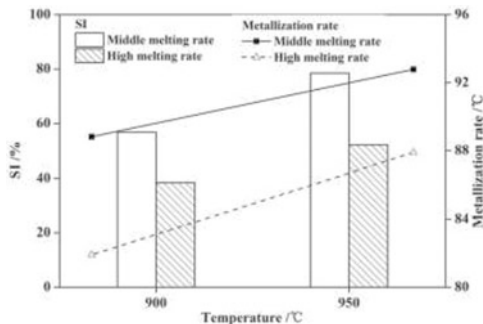 100
80
60
40
20
0
SI /%
SI
Middle melting rate
High melting rate
Metallization rate
Middle melting rate
High melting rate
96
92
88
84
80
Metallization rate /℃
900
950
Temperature /℃